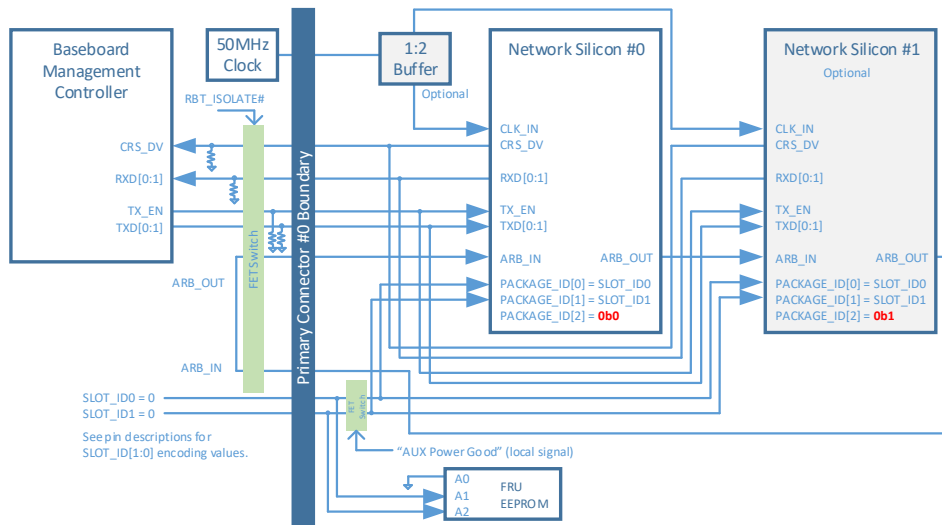 Baseboard
Management
Controller
CRS_DV
RXD[0:1]
TX_EN
TXD[0:1]
50MHz
Clock
RBT_ISOLATE#
FET Switch
ARB_OUT
ARB_IN
SLOT_ID0 = 0
SLOT_ID1 = 0
See pin descriptions for
SLOT_ID[1:0] encoding values.
Primary Connector #0 Boundary
1:2
Buffer
Optional
Network Silicon #0
CLK_IN
CRS_DV
RXD[0:1]
TX_EN
TXD[0:1]
ARB_IN
ARB_OUT
PACKAGE_ID[0] = SLOT_ID0
PACKAGE_ID[1] = SLOT_ID1
PACKAGE_ID[2] = 0b0
Network Silicon #1
Optional
CLK_IN
CRS_DV
RXD[0:1]
TX_EN
TXD[0:1]
ARB_IN
ARB_OUT
PACKAGE_ID[0] = SLOT_ID0
PACKAGE_ID[1] = SLOT_ID1
PACKAGE_ID[2] = 0b1
FET
Switch
“AUX Power Good” (local signal)
A0
A1
A2
FRU
EEPROM